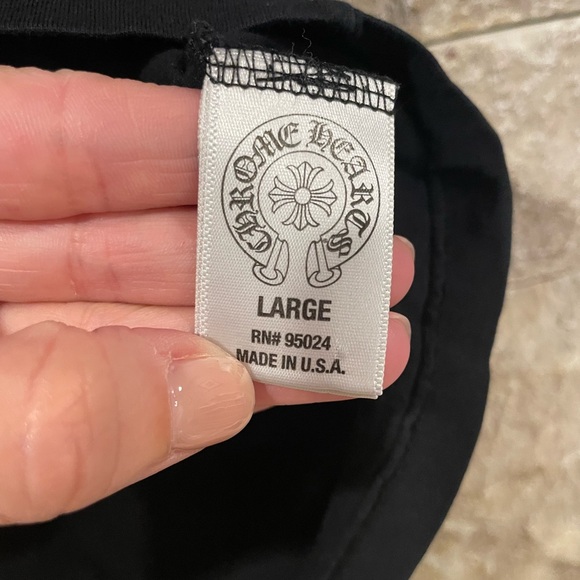 CHROME HEARTS
LARGE
RN# 95024
MADE IN U.S.A.